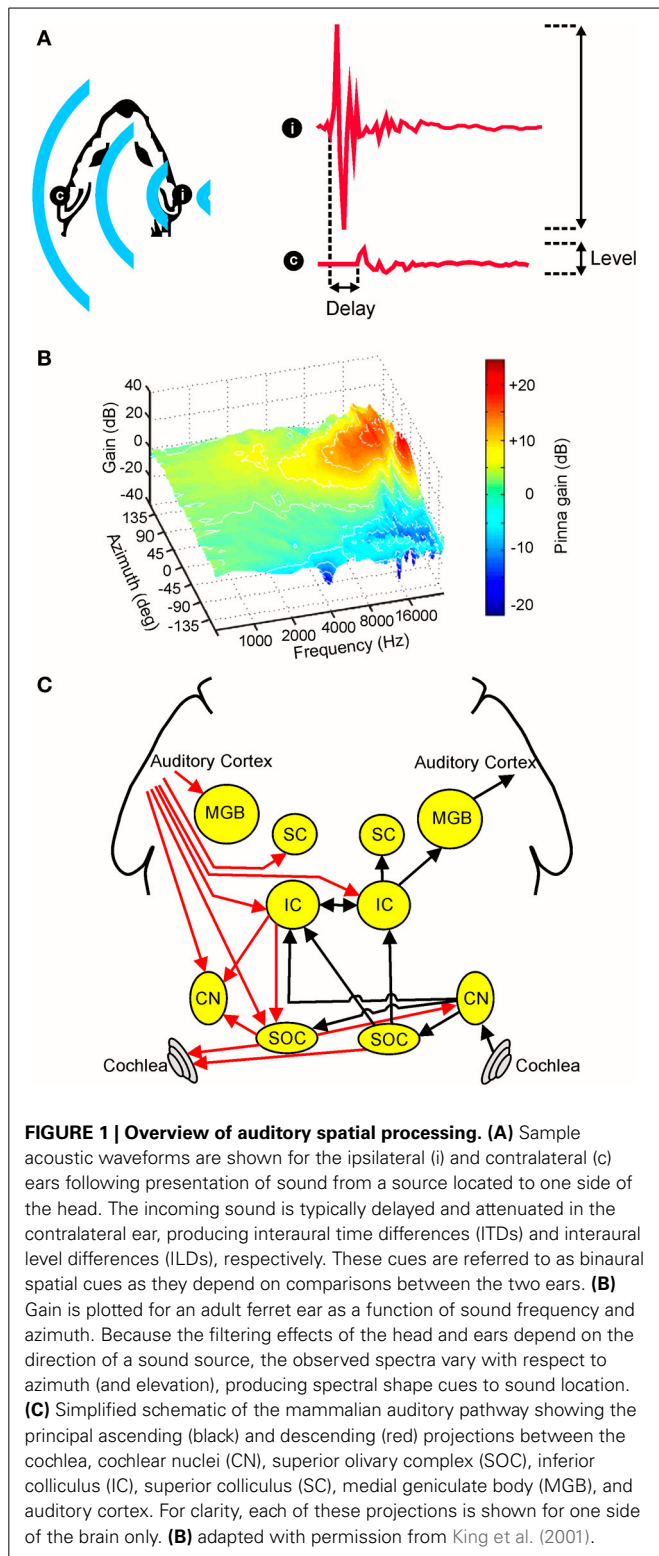 A
c
i
i
c
Level
Delay
B
Gain (dB)
40
20
0
-20
-40
135
90
45
0
-45
-90
-135
Azimuth (deg)
1000
2000
4000
8000
16000
Frequency (Hz)
+20
+10
0
-10
-20
Pinna gain (dB)
C
Auditory Cortex
Auditory Cortex
MGB
SC
SC
MGB
IC
IC
CN
CN
SOC
SOC
Cochlea
Cochlea
FIGURE 1 | Overview of auditory spatial processing. (A) Sample
acoustic waveforms are shown for the ipsilateral (i) and contralateral (c)
ears following presentation of sound from a source located to one side of
the head. The incoming sound is typically delayed and attenuated in the
contralateral ear, producing interaural time differences (ITDs) and interaural
level differences (ILDs), respectively. These cues are referred to as binaural
spatial cues as they depend on comparisons between the two ears. (B)
Gain is plotted for an adult ferret ear as a function of sound frequency and
azimuth. Because the filtering effects of the head and ears depend on the
direction of a sound source, the observed spectra vary with respect to
azimuth (and elevation), producing spectral shape cues to sound location.
(C) Simplified schematic of the mammalian auditory pathway showing the
principal ascending (black) and descending (red) projections between the
cochlea, cochlear nuclei (CN), superior olivary complex (SOC), inferior
colliculus (IC), superior colliculus (SC), medial geniculate body (MGB), and
auditory cortex. For clarity, each of these projections is shown for one side
of the brain only. (B) adapted with permission from King et al. (2001).